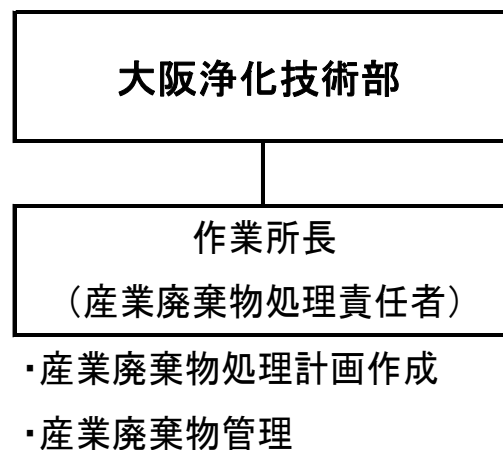 大阪浄化技術部
作業所長
（産業廃棄物処理責任者）
・産業廃棄物処理計画作成
・産業廃棄物管理